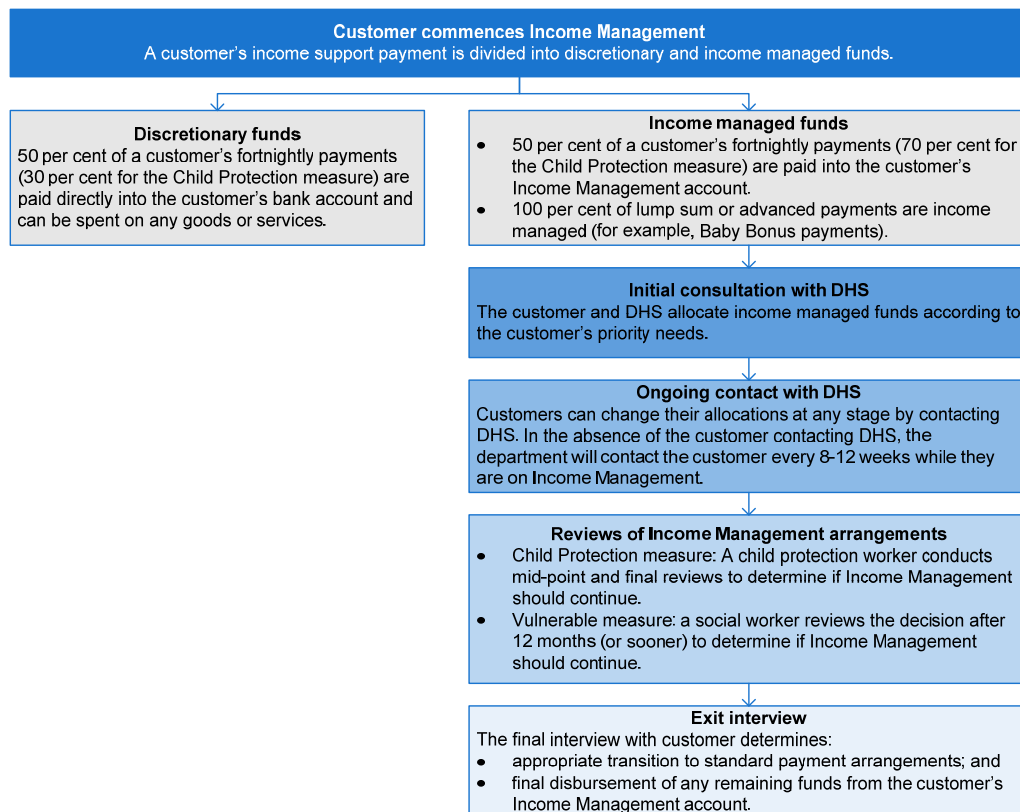 Customer commences Income Management
A customer's income support payment is divided into discretionary and income managed funds.
Discretionary funds
50 per cent of a customer's fortnightly payments
(30 per cent for the Child Protection measure) are
paid directly into the customer's bank account and
can be spent on any goods or services.
Income managed funds
• 50 per cent of a customer's fortnightly payments (70 per cent for
the Child Protection measure) are paid into the customer's
Income Management account.
• 100 per cent of lump sum or advanced payments are income
managed (for example, Baby Bonus payments).
Initial consultation with DHS
The customer and DHS allocate income managed funds according to
the customer's priority needs.
Ongoing contact with DHS
Customers can change their allocations at any stage by contacting
DHS. In the absence of the customer contacting DHS, the
department will contact the customer every 8-12 weeks while they
are on Income Management.
Reviews of Income Management arrangements
• Child Protection measure: A child protection worker conducts
mid-point and final reviews to determine if Income Management
should continue.
• Vulnerable measure: a social worker reviews the decision after
12 months (or sooner) to determine if Income Management
should continue.
Exit interview
The final interview with customer determines:
• appropriate transition to standard payment arrangements; and
• final disbursement of any remaining funds from the customer's
Income Management account.